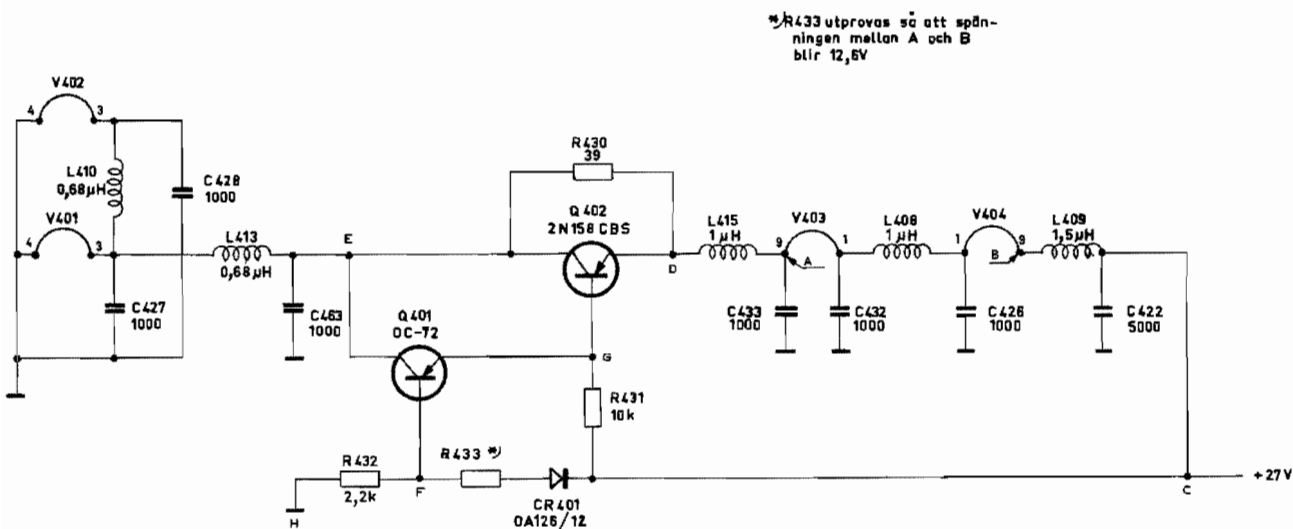 *) R433 utprovas så att spän-
ningen mellan A och B
blir 12,6V
V402
4 3
L410
0,68µH
C428
1000
V401
4 3
L413
0,68µH
E
C427
1000
C463
1000
R430
39
Q402
2N158 CBS
D
L415
1µH
V403
9 1
A
L408
1µH
V404
1 9
B
L409
1,5µH
C433
1000
C432
1000
C426
1000
C422
5000
Q401
OC-72
G
R431
10k
R432
2,2k
H
F
R433 *)
CR401
OA126/12
C
+27V